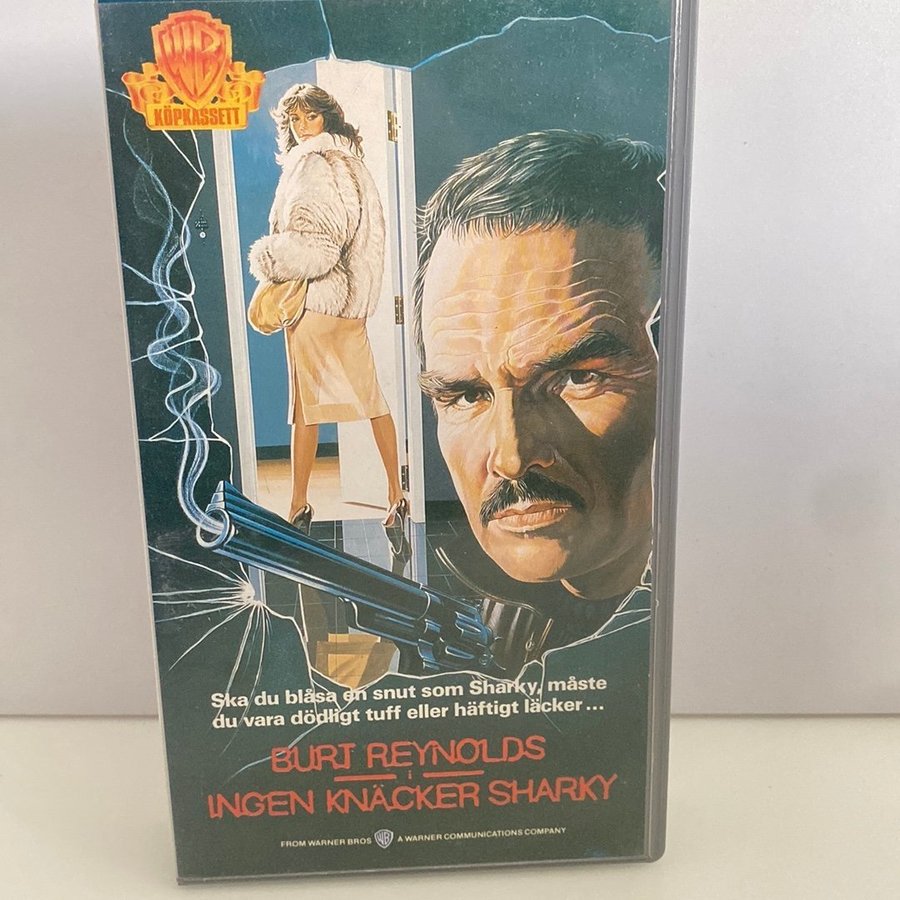 WB
KÖPKASSETT
Ska du blåsa en snut som Sharky, måste
du vara dödligt tuff eller häftigt läcker...
BURT REYNOLDS
i
INGEN KNÄCKER SHARKY
FROM WARNER BROS WB A WARNER COMMUNICATIONS COMPANY